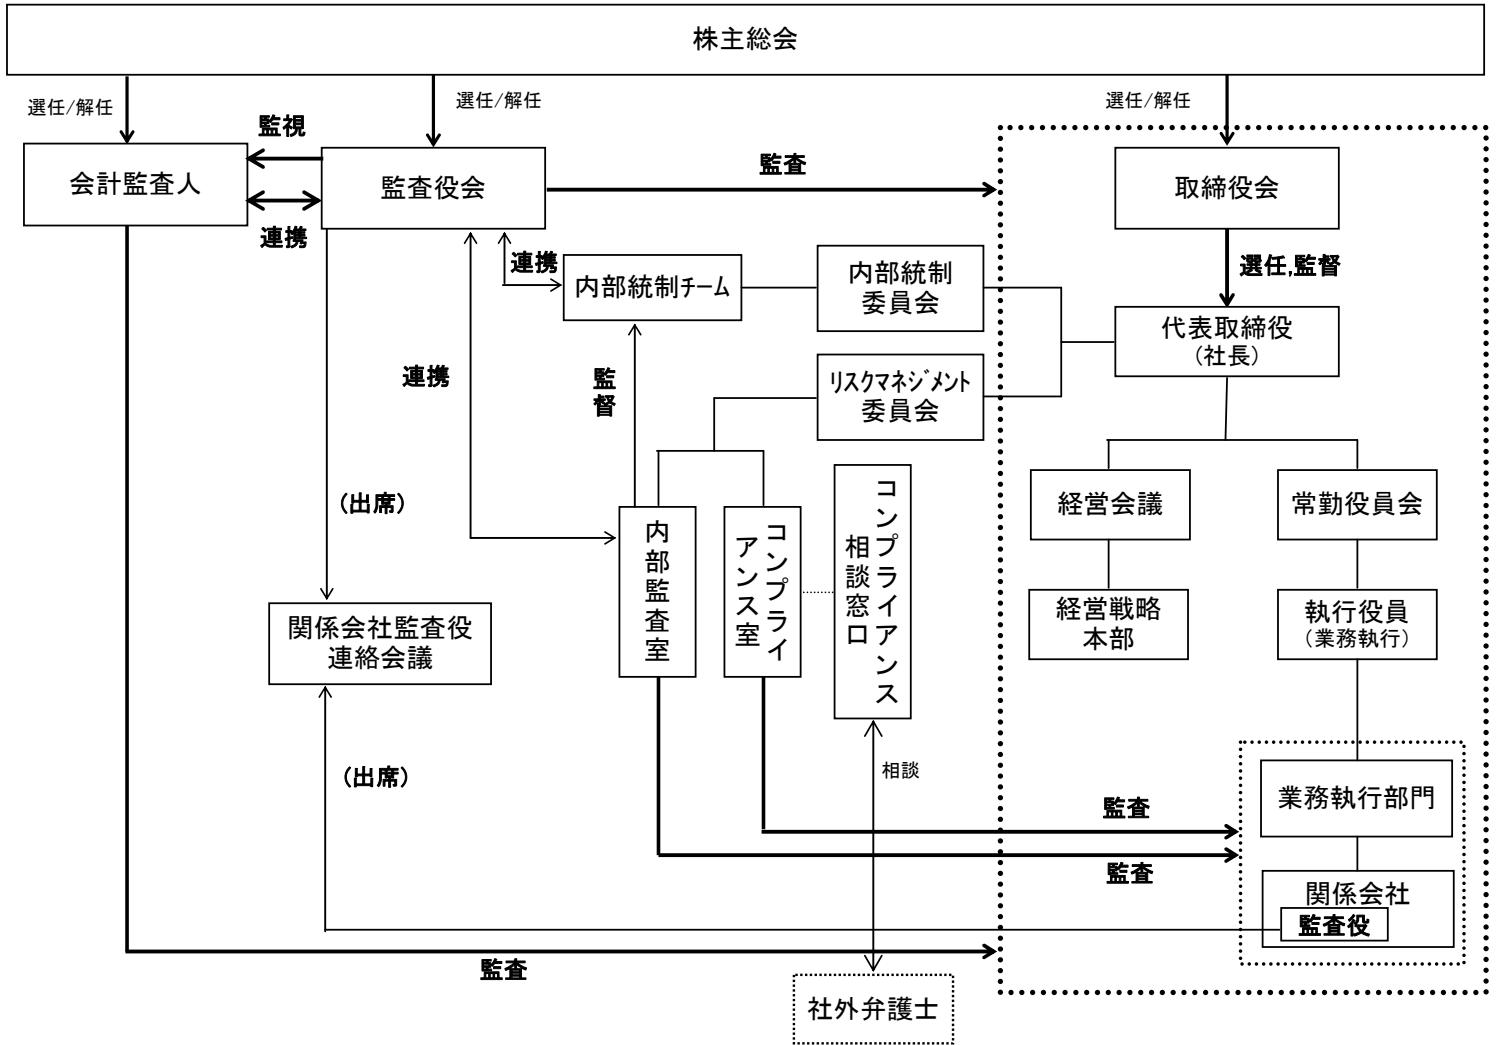 株主総会
選任/解任
選任/解任
選任/解任
監視
会計監査人
監査役会
監査
取締役会
連携
連携
選任,監督
内部統制チーム
内部統制
委員会
代表取締役
(社長)
連携
監
督
リスクマネジメント
委員会
(出席)
内部監査室
コンプライ
アンス室
コンプライアンス
相談窓口
経営会議
常勤役員会
関係会社監査役
連絡会議
経営戦略
本部
執行役員
(業務執行)
(出席)
相談
監査
業務執行部門
監査
関係会社
監査役
監査
社外弁護士